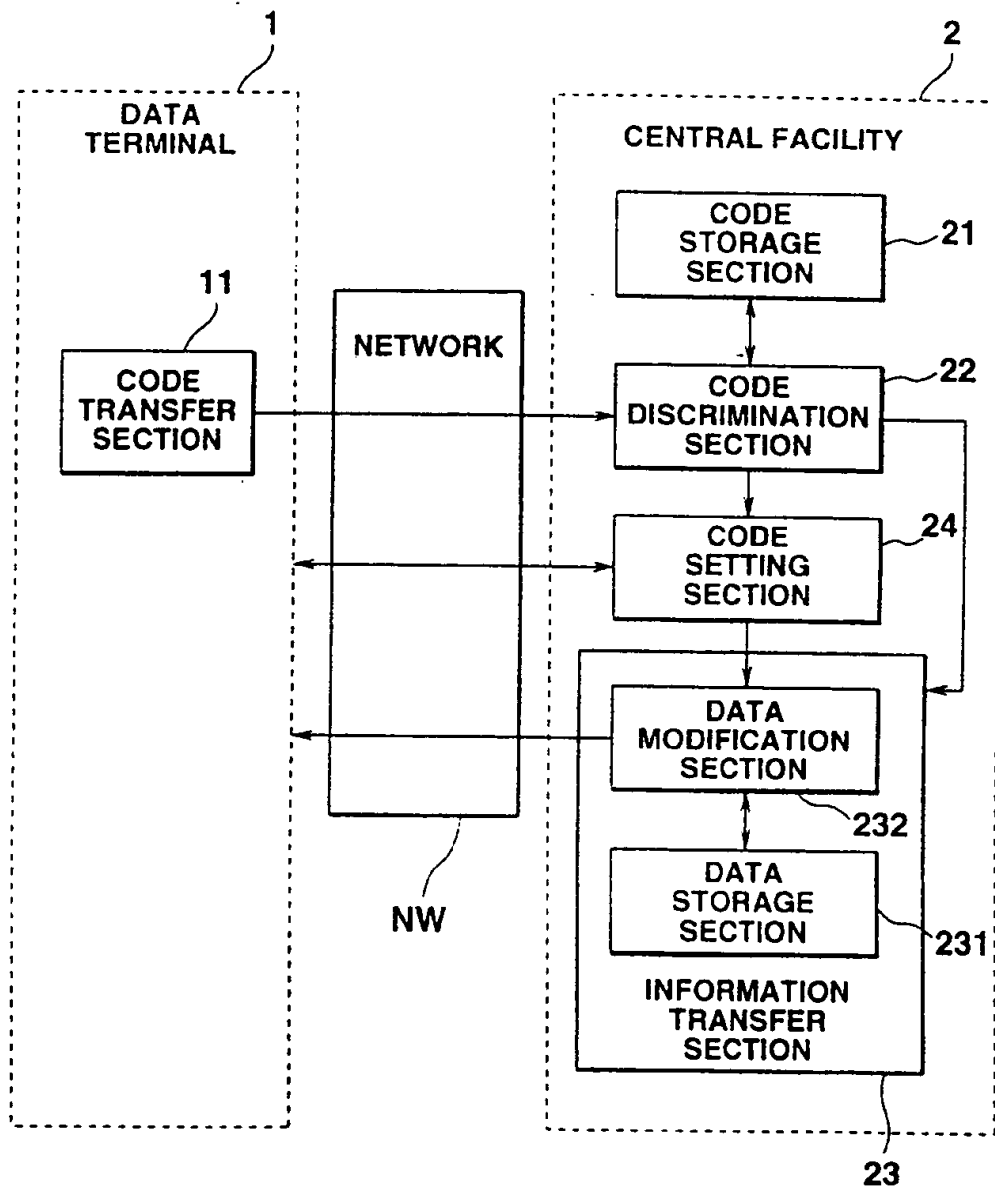 1
DATA
TERMINAL
11
CODE
TRANSFER
SECTION
NETWORK
NW
2
CENTRAL FACILITY
CODE
STORAGE
SECTION
21
CODE
DISCRIMINATION
SECTION
22
CODE
SETTING
SECTION
24
DATA
MODIFICATION
SECTION
232
DATA
STORAGE
SECTION
231
INFORMATION
TRANSFER
SECTION
23